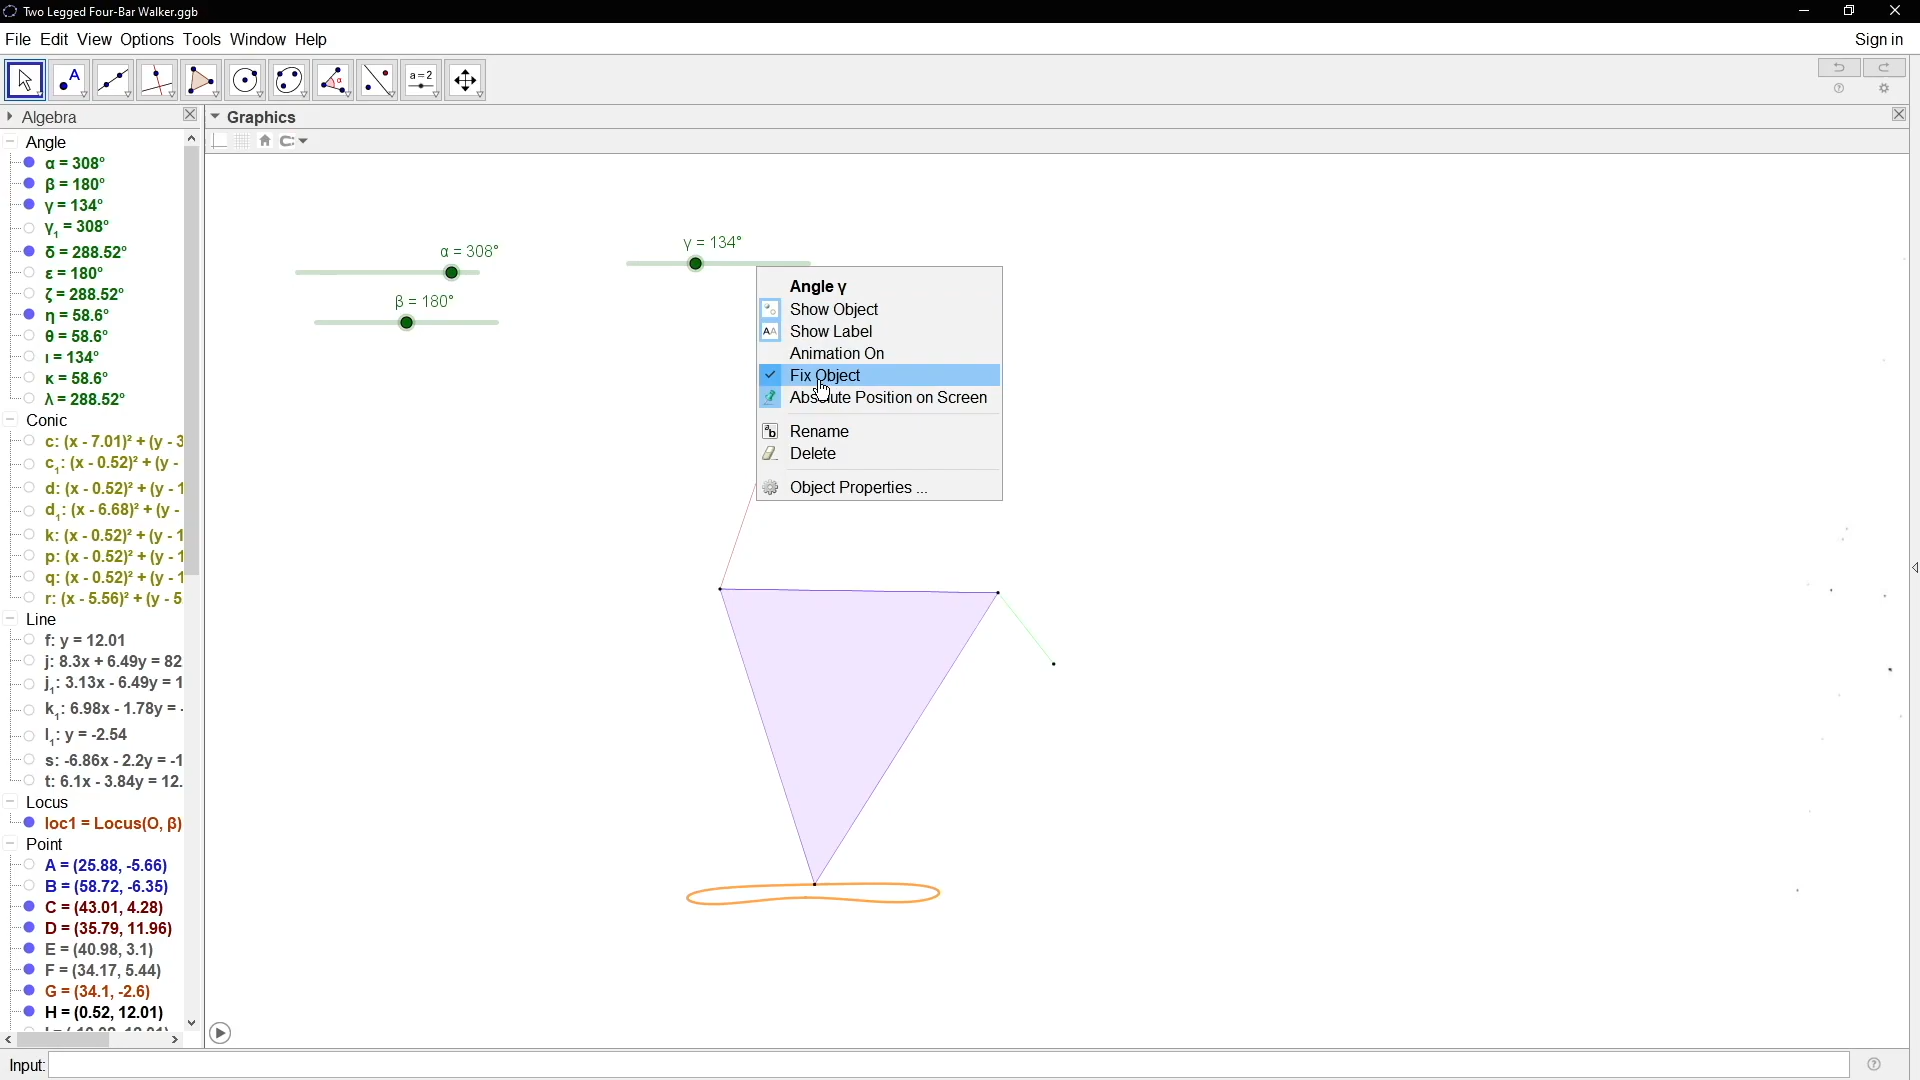 Two Legged Four-Bar Walker.ggb
File Edit View Options Tools Window Help
Sign in
A
α
a = 2
Algebra
Graphics
Angle
α = 308°
β = 180°
γ = 134°
γ₁ = 308°
δ = 288.52°
ε = 180°
ζ = 288.52°
η = 58.6°
θ = 58.6°
ι = 134°
κ = 58.6°
λ = 288.52°
Conic
c: (x - 7.01)² + (y - 3
c₁: (x - 0.52)² + (y -
d: (x - 0.52)² + (y - 1
d₁: (x - 6.68)² + (y -
k: (x - 0.52)² + (y - 1
p: (x - 0.52)² + (y - 1
q: (x - 0.52)² + (y - 1
r: (x - 5.56)² + (y - 5
Line
f: y = 12.01
j: 8.3x + 6.49y = 82
j₁: 3.13x - 6.49y = 1
k₁: 6.98x - 1.78y = -
l₁: y = -2.54
s: -6.86x - 2.2y = -1
t: 6.1x - 3.84y = 12.
Locus
loc1 = Locus(O, β)
Point
A = (25.88, -5.66)
B = (58.72, -6.35)
C = (43.01, 4.28)
D = (35.79, 11.96)
E = (40.98, 3.1)
F = (34.17, 5.44)
G = (34.1, -2.6)
H = (0.52, 12.01)
α = 308°
β = 180°
γ = 134°
Angle γ
Show Object
AA Show Label
Animation On
Fix Object
Absolute Position on Screen
ab Rename
Delete
Object Properties ...
Input: